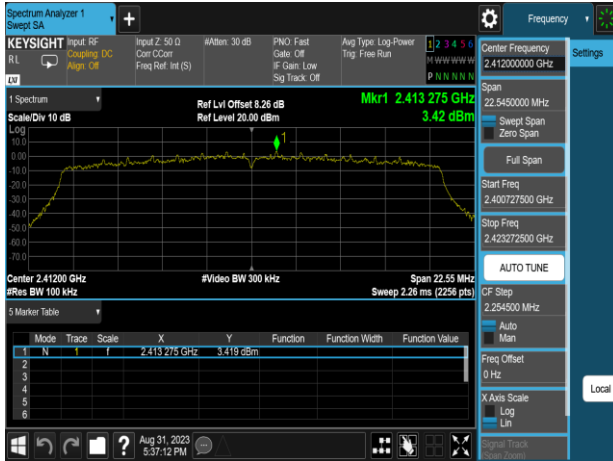 Spectrum Analyzer 1
Swept SA
Frequency
KEYSIGHT
RL
Input: RF
Coupling: DC
Align: Off
Input Z: 50 Ω
Corr CCorr
Freq Ref: Int (S)
#Atten: 30 dB
PNO: Fast
Gate: Off
IF Gain: Low
Sig Track: Off
Avg Type: Log-Power
Trig: Free Run
1 2 3 4 5 6
M W W W W W
P N N N N N
LXI
1 Spectrum
Scale/Div 10 dB
Ref Lvl Offset 8.26 dB
Ref Level 20.00 dBm
Mkr1 2.413 275 GHz
3.42 dBm
Log
10.0
0.00
-10.0
-20.0
-30.0
-40.0
-50.0
-60.0
-70.0
1
Center 2.41200 GHz
#Res BW 100 kHz
#Video BW 300 kHz
Span 22.55 MHz
Sweep 2.26 ms (2256 pts)
5 Marker Table
Mode Trace Scale X Y Function Function Width Function Value
1 N 1 f 2.413 275 GHz 3.419 dBm
2
3
4
5
6
Aug 31, 2023
5:37:12 PM
Center Frequency
2.412000000 GHz
Span
22.5450000 MHz
Swept Span
Zero Span
Full Span
Start Freq
2.400727500 GHz
Stop Freq
2.423272500 GHz
AUTO TUNE
CF Step
2.254500 MHz
Auto
Man
Freq Offset
0 Hz
X Axis Scale
Log
Lin
Signal Track
(Span Zoom)
Settings
Local